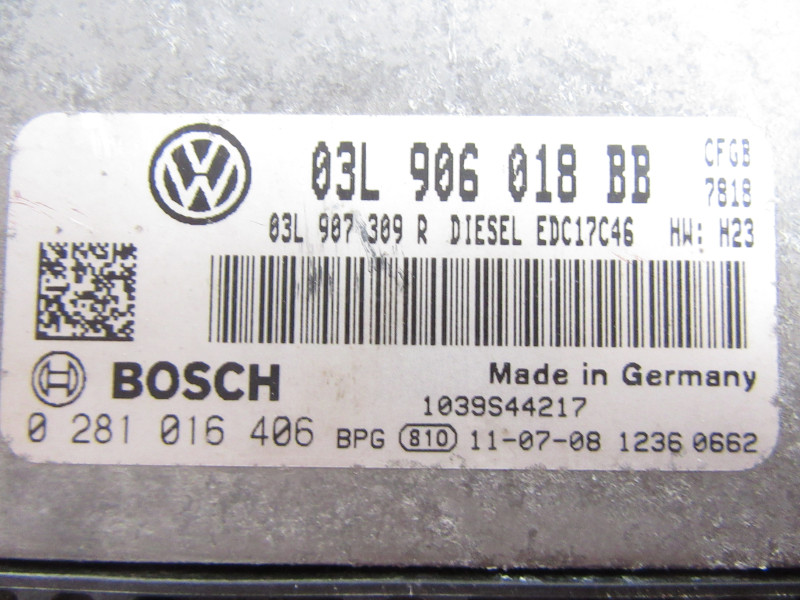 03L 906 018 BB CFGB
7818
03L 907 309 R DIESEL EDC17C46 HW: H23
BOSCH Made in Germany
1039S44217
0 281 016 406 BPG 810 11-07-08 1236 0662